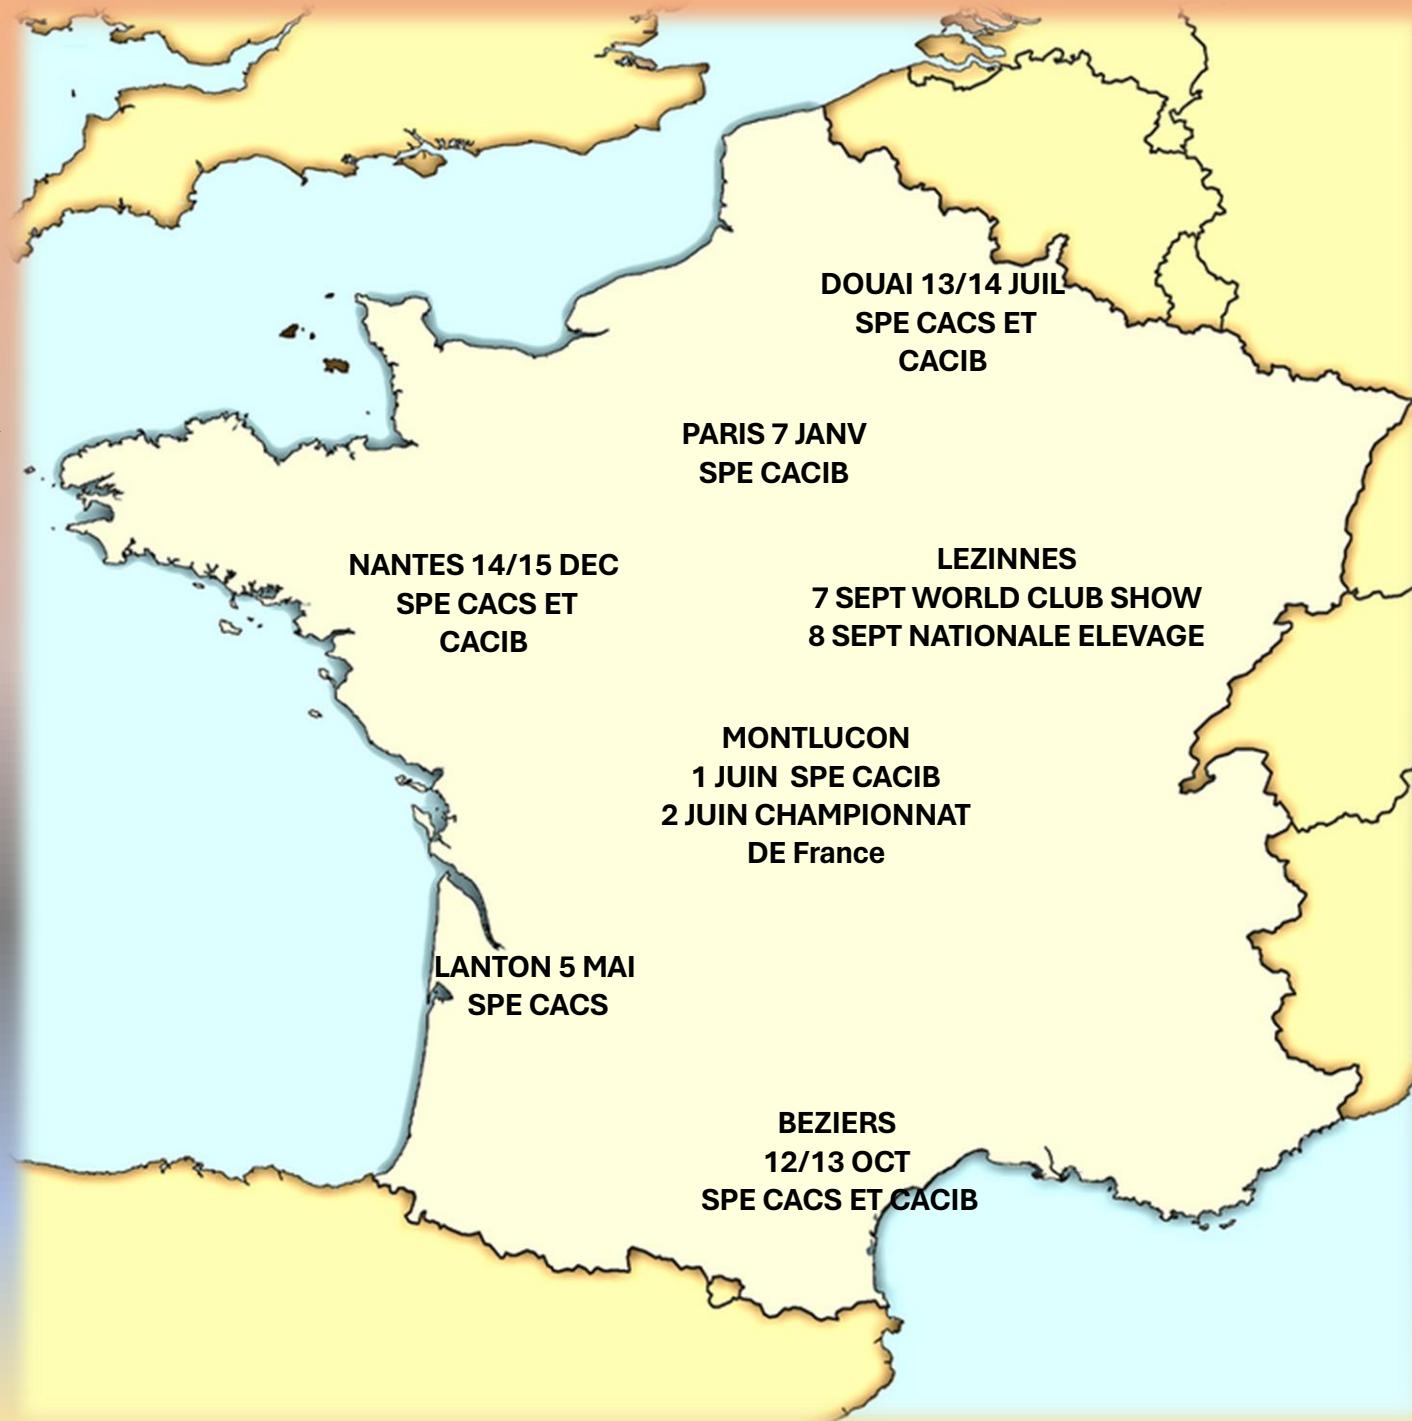 DOUAI 13/14 JUIL
SPE CACS ET
CACIB
PARIS 7 JANV
SPE CACIB
NANTES 14/15 DEC
SPE CACS ET
CACIB
LEZINNES
7 SEPT WORLD CLUB SHOW
8 SEPT NATIONALE ELEVAGE
MONTLUCON
1 JUIN  SPE CACIB
2 JUIN CHAMPIONNAT
DE France
LANTON 5 MAI
SPE CACS
BEZIERS
12/13 OCT
SPE CACS ET CACIB